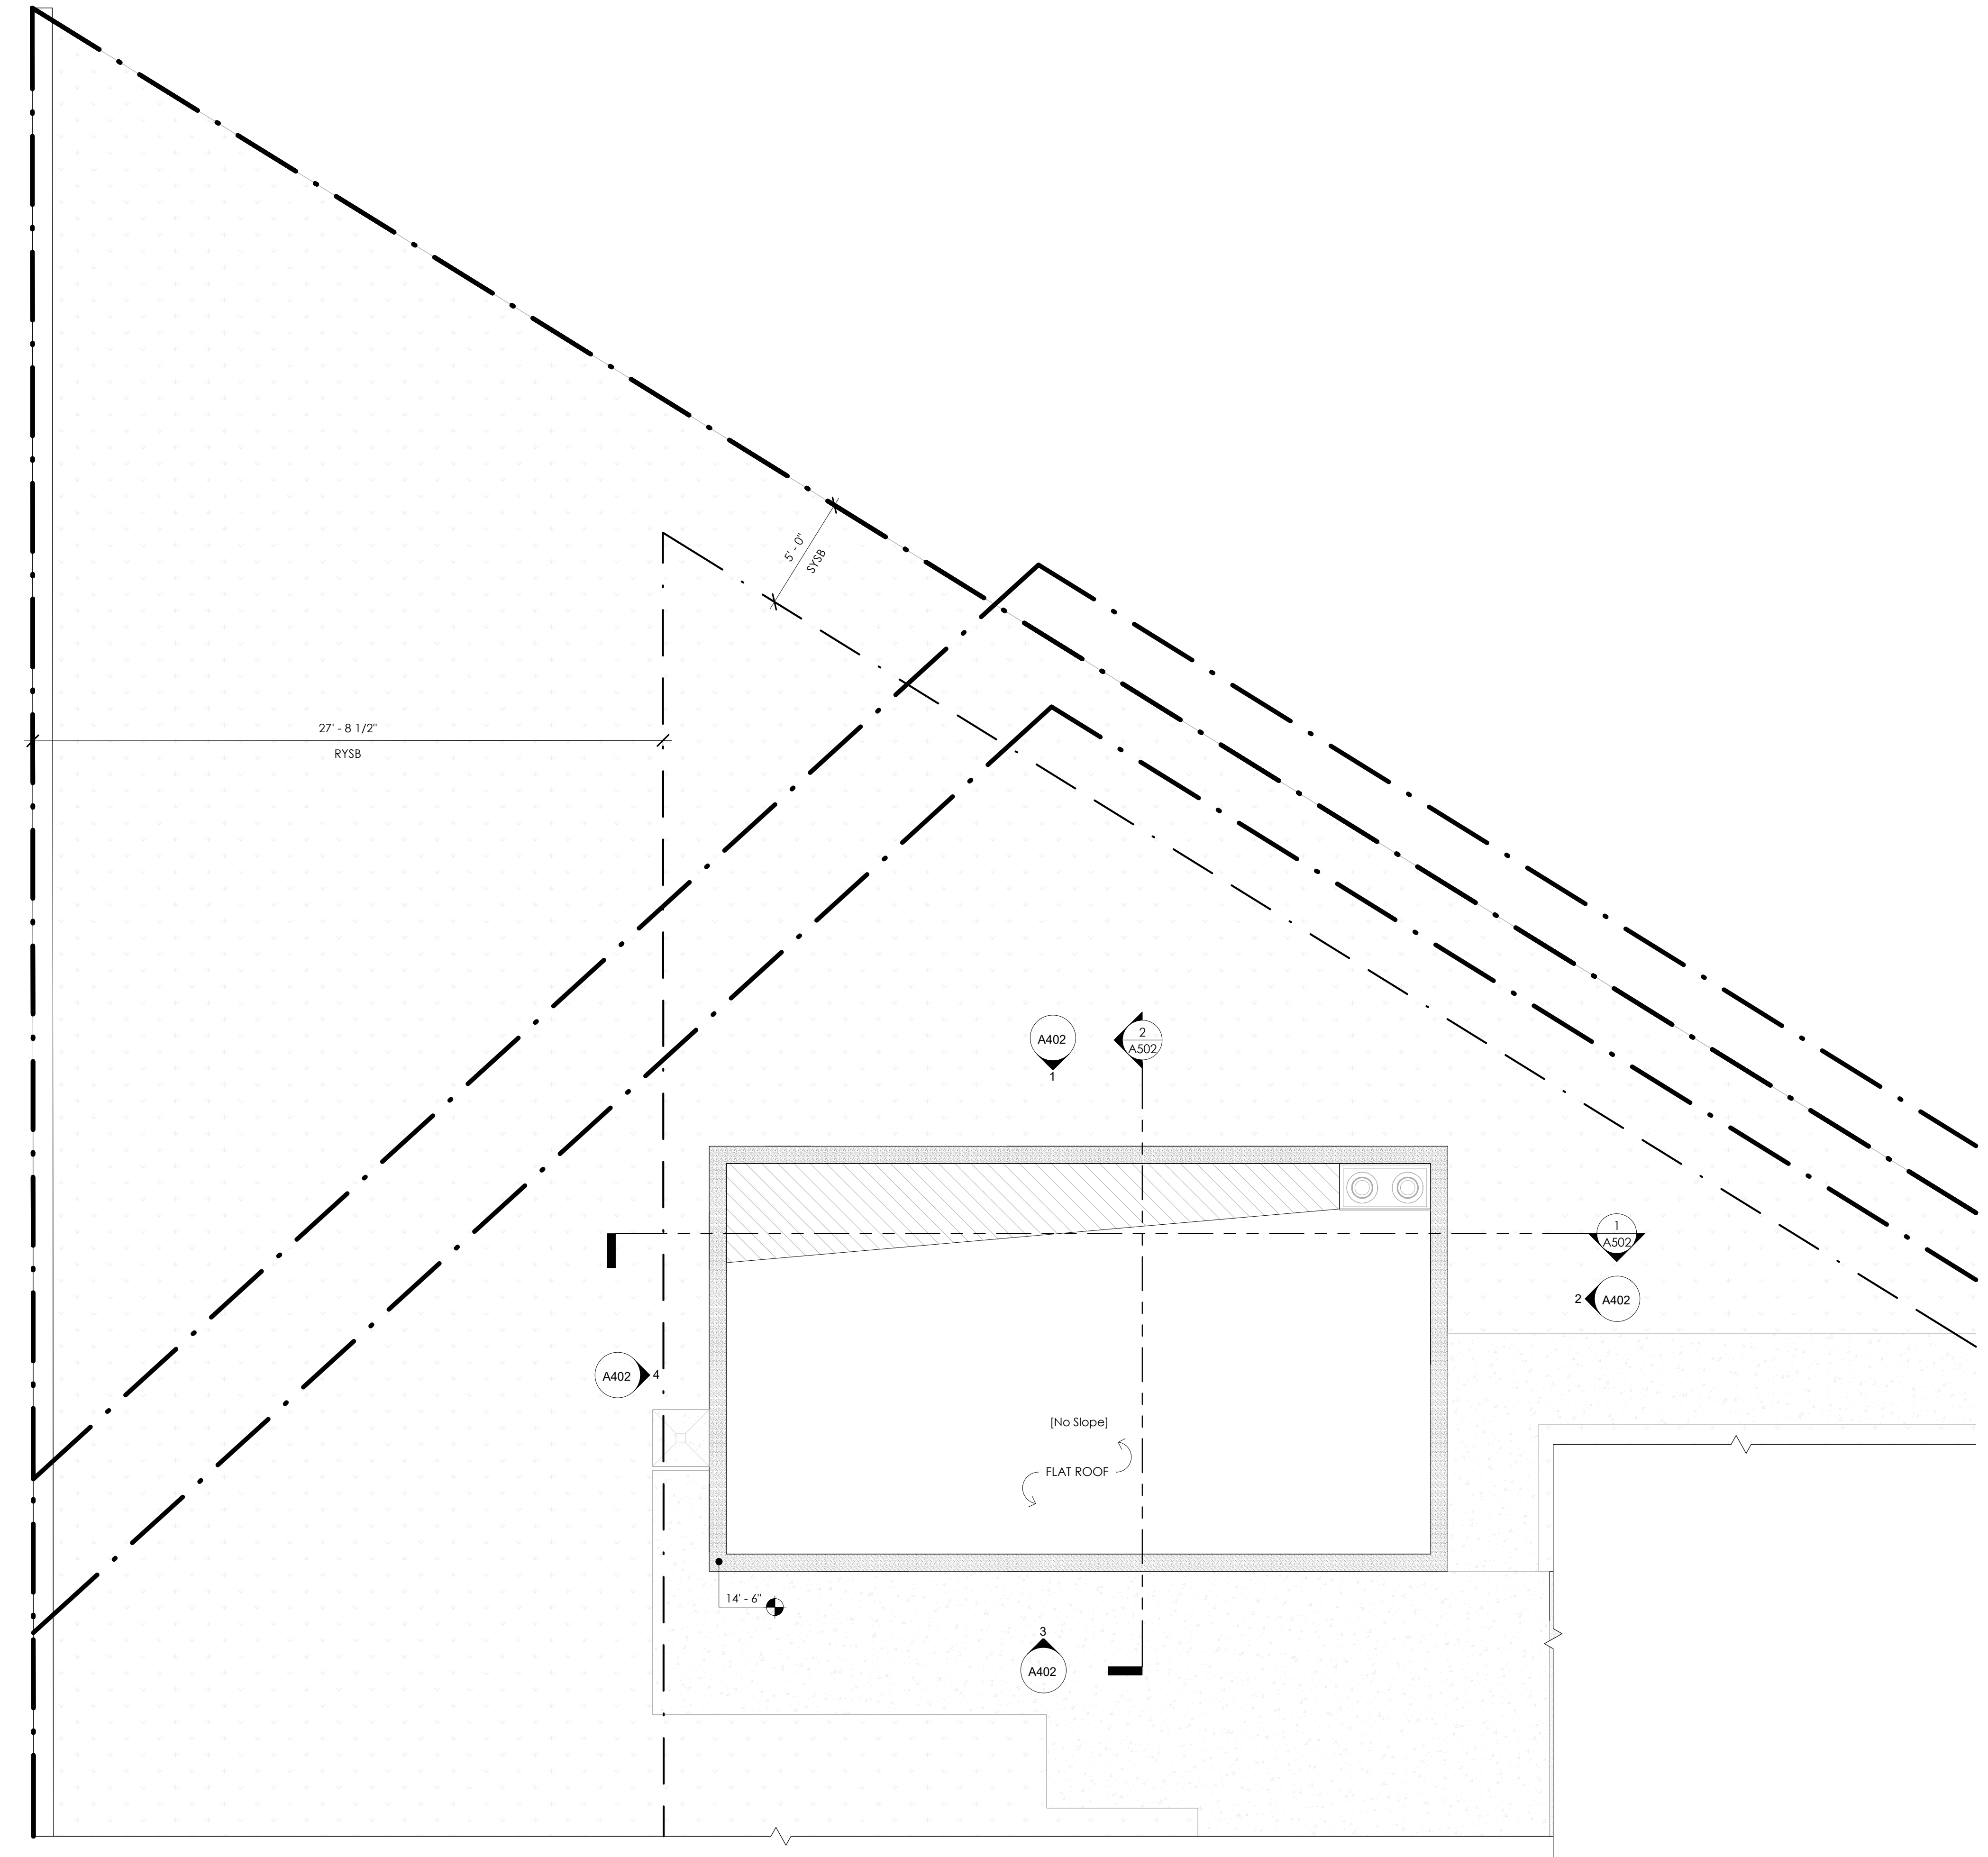 5' - 0"
SYSB
27' - 8 1/2"
RYSB
A402
1
2
A502
1
A502
2
A402
A402
4
[No Slope]
FLAT ROOF
14' - 6"
3
A402